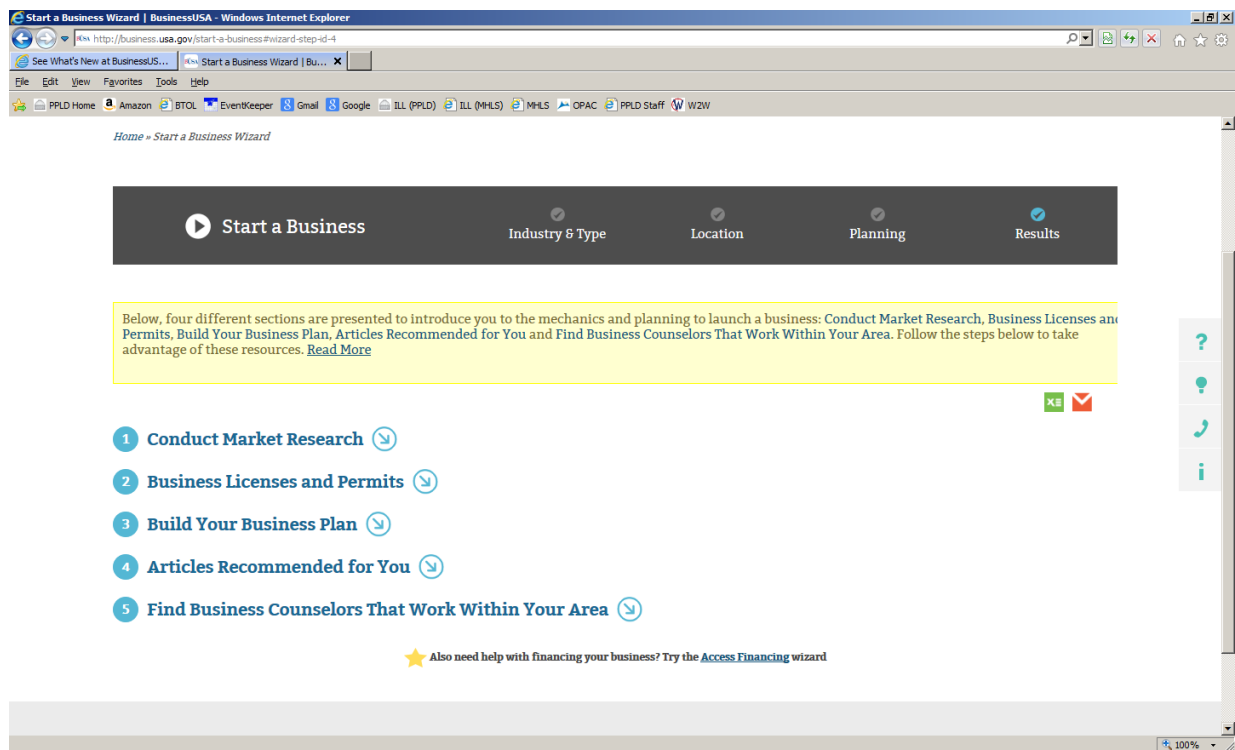 Start a Business Wizard | BusinessUSA - Windows Internet Explorer
http://business.usa.gov/start-a-business#wizard-step-id-4
See What's New at BusinessUS... Start a Business Wizard | Bu... X
File Edit View Favorites Tools Help
PPLD Home Amazon BTOL EventKeeper Gmail Google ILL (PPLD) ILL (MHLS) MHLS OPAC PPLD Staff W2W
Home » Start a Business Wizard
Start a Business Industry & Type Location Planning Results
Below, four different sections are presented to introduce you to the mechanics and planning to launch a business: Conduct Market Research, Business Licenses and
Permits, Build Your Business Plan, Articles Recommended for You and Find Business Counselors That Work Within Your Area. Follow the steps below to take
advantage of these resources. Read More
?
i
1 Conduct Market Research
2 Business Licenses and Permits
3 Build Your Business Plan
4 Articles Recommended for You
5 Find Business Counselors That Work Within Your Area
Also need help with financing your business? Try the Access Financing wizard
100%